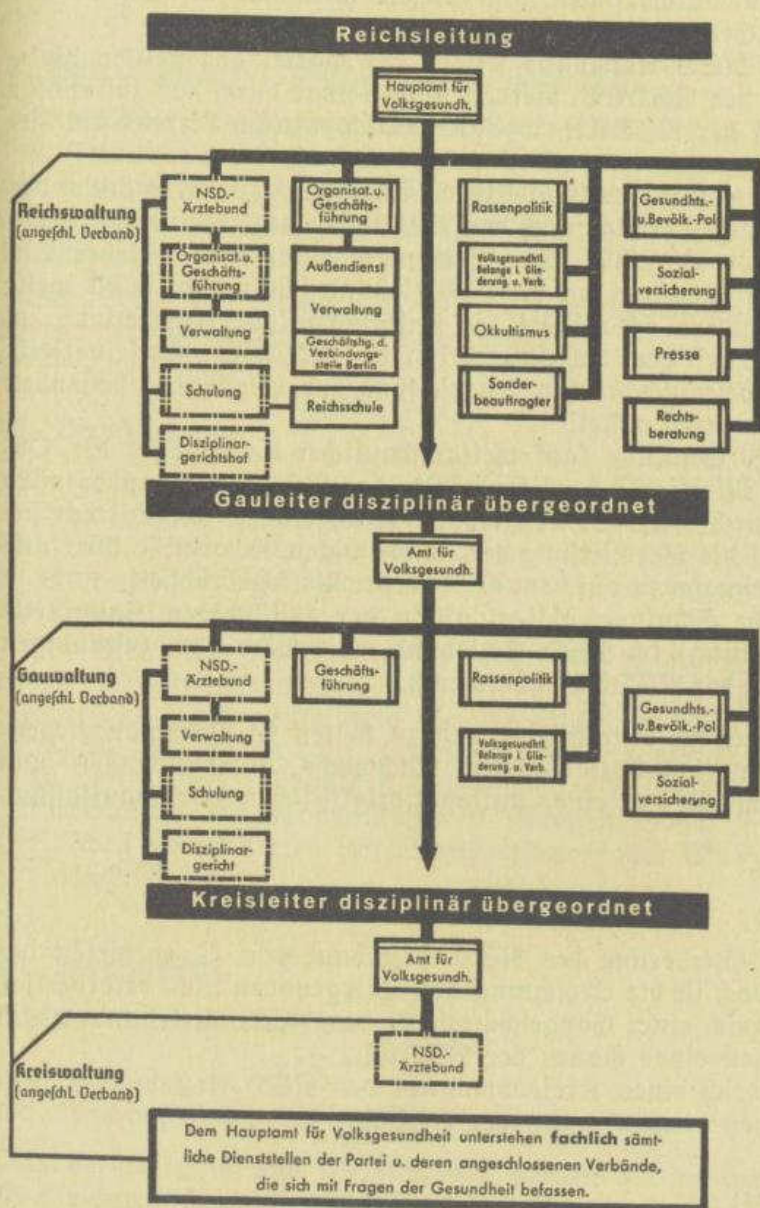 Reichsleitung
Hauptamt für
Volksgesundh.
Reichswaltung
(angeschl. Verband)
NSD.-
Ärztebund
Organisat. u.
Geschäfts-
führung
Verwaltung
Schulung
Disziplinar-
gerichtshof
Organisat. u.
Geschäfts-
führung
Außendienst
Verwaltung
Geschäftshg. d.
Verbindungs-
stelle Berlin
Reichsschule
Rassenpolitik
Volksgesundhtl.
Belange i. Glie-
derung. u. Verb.
Okkultismus
Sonder-
beauftragter
Gesundhts.-
u. Bevölk.-Pol
Sozial-
versicherung
Presse
Rechts-
beratung
Gauleiter disziplinär übergeordnet
Amt für
Volksgesundh.
Gauwaltung
(angeschl. Verband)
NSD.-
Ärztebund
Verwaltung
Schulung
Disziplinar-
gericht
Geschäfts-
führung
Rassenpolitik
Volksgesundhtl.
Belange i. Glie-
derung. u. Verb.
Gesundhts.-
u. Bevölk.-Pol
Sozial-
versicherung
Kreisleiter disziplinär übergeordnet
Amt für
Volksgesundh.
Kreiswaltung
(angeschl. Verband)
NSD.-
Ärztebund
Dem Hauptamt für Volksgesundheit unterstehen fachlich sämt-
liche Dienststellen der Partei u. deren angeschlossenen Verbände,
die sich mit Fragen der Gesundheit befassen.